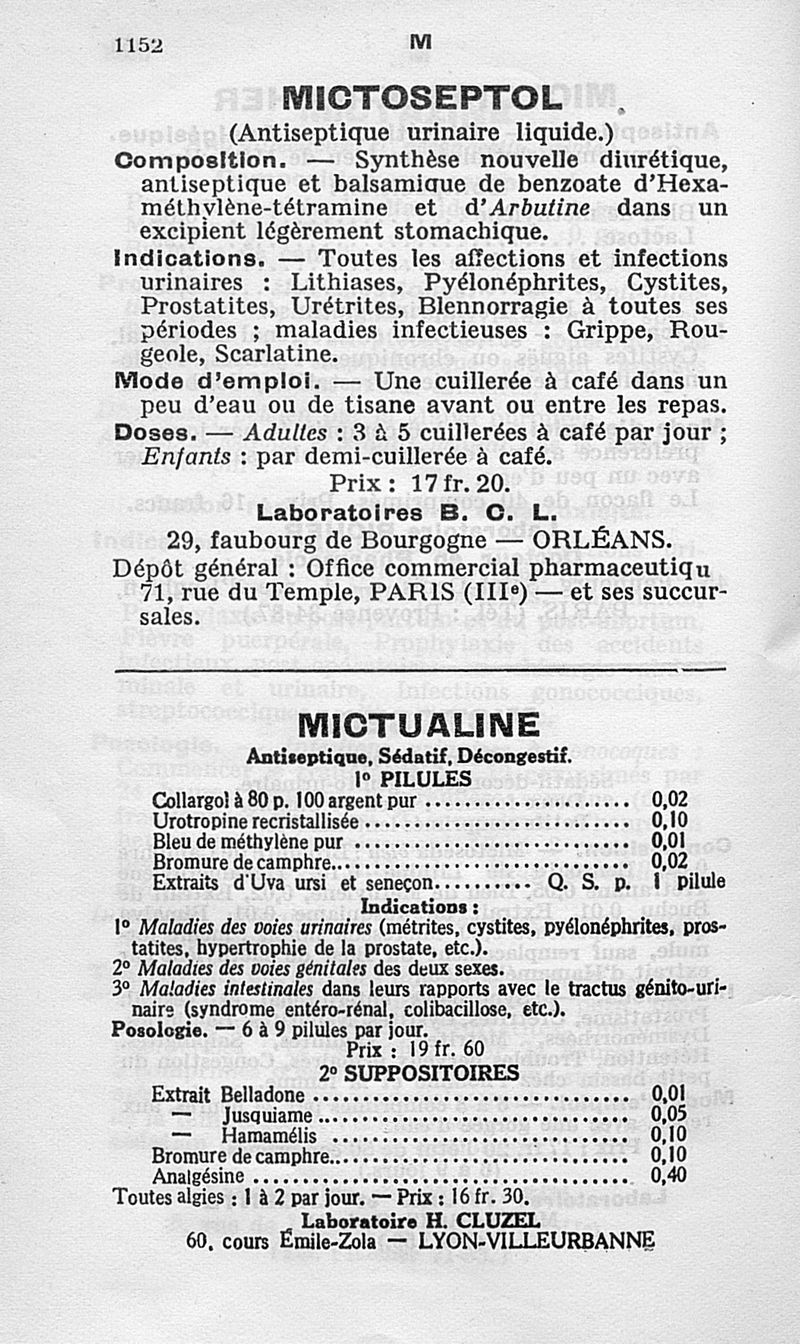 1152
M
MICTOSEPTOL
(Antiseptique urinaire liquide.)
Composition. — Synthèse nouvelle diurétique,
antiseptique et balsamique de benzoate d'Hexa-
méthylène-tétramine et d'Arbutine dans un
excipient légèrement stomachique.
Indications. — Toutes les affections et infections
urinaires : Lithiases, Pyélonéphrites, Cystites,
Prostatites, Urétrites, Blennorragie à toutes ses
périodes ; maladies infectieuses : Grippe, Rou-
geole, Scarlatine.
Mode d'emploi. — Une cuillerée à café dans un
peu d'eau ou de tisane avant ou entre les repas.
Doses. — Adultes : 3 à 5 cuillerées à café par jour ;
Enfants : par demi-cuillerée à café.
Prix : 17 fr. 20.
Laboratoires B. C. L.
29, faubourg de Bourgogne — ORLÉANS.
Dépôt général : Office commercial pharmaceutiqu
71, rue du Temple, PARIS (IIIe) — et ses succur-
sales.
MICTUALINE
Antiseptique, Sédatif, Décongestif.
1º PILULES
Collargol à 80 p. 100 argent pur .................... 0,02
Urotropine recristallisée .......................... 0,10
Bleu de méthylène pur ........................... 0,01
Bromure de camphre............................. 0,02
Extraits d'Uva ursi et seneçon.......... Q. S. p. 1 pilule
Indications :
1º Maladies des voies urinaires (métrites, cystites, pyélonéphrites, pros-
tatites, hypertrophie de la prostate, etc.).
2º Maladies des voies génitales des deux sexes.
3º Maladies intestinales dans leurs rapports avec le tractus génito-uri-
naire (syndrome entéro-rénal, colibacillose, etc.).
Posologie. — 6 à 9 pilules par jour.
Prix : 19 fr. 60
2º SUPPOSITOIRES
Extrait Belladone ............................... 0,01
— Jusquiame ............................... 0,05
— Hamamélis ............................. 0,10
Bromure de camphre............................. 0,10
Analgésine ..................................... 0,40
Toutes algies : 1 à 2 par jour. — Prix : 16 fr. 30.
Laboratoire H. CLUZEL
60, cours Émile-Zola — LYON-VILLEURBANNE